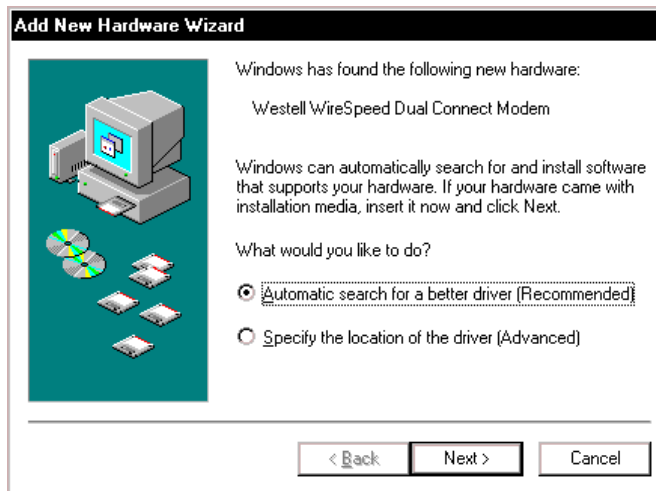 Add New Hardware Wizard
Windows has found the following new hardware:
Westell WireSpeed Dual Connect Modem
Windows can automatically search for and install software
that supports your hardware. If your hardware came with
installation media, insert it now and click Next.
What would you like to do?
Automatic search for a better driver (Recommended)
Specify the location of the driver (Advanced)
< Back
Next >
Cancel